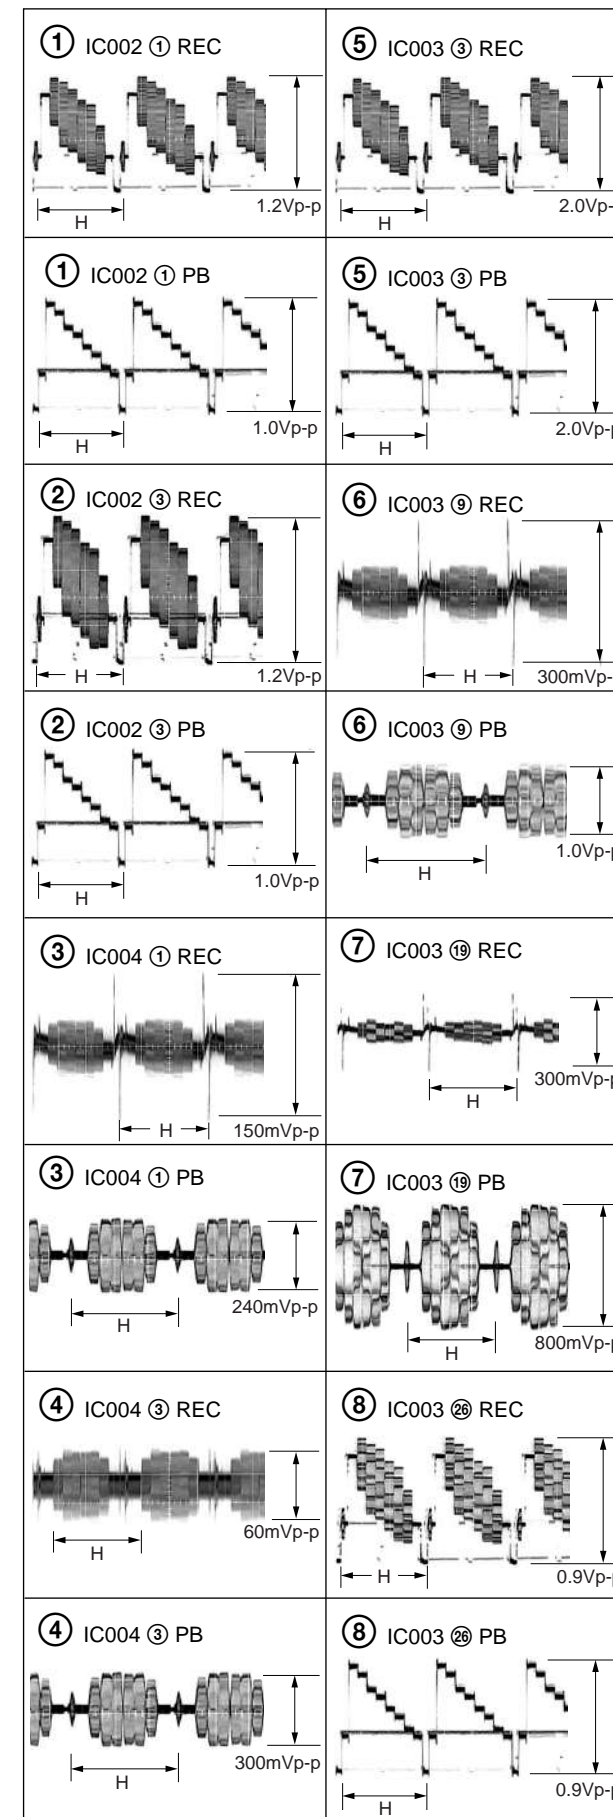 ① IC002 ① REC
1.2Vp-p
H
① IC002 ① PB
1.0Vp-p
H
② IC002 ③ REC
H
1.2Vp-p
② IC002 ③ PB
1.0Vp-p
H
③ IC004 ① REC
H
150mVp-p
③ IC004 ① PB
240mVp-p
H
④ IC004 ③ REC
60mVp-p
H
④ IC004 ③ PB
300mVp-p
H
⑤ IC003 ③ REC
2.0Vp-
H
⑤ IC003 ③ PB
2.0Vp-p
H
⑥ IC003 ⑨ REC
H
300mVp-
⑥ IC003 ⑨ PB
1.0Vp-p
H
⑦ IC003 ⑲ REC
300mVp-p
H
⑦ IC003 ⑲ PB
800mVp-p
H
⑧ IC003 ㉖ REC
H
0.9Vp-p
⑧ IC003 ㉖ PB
0.9Vp-p
H